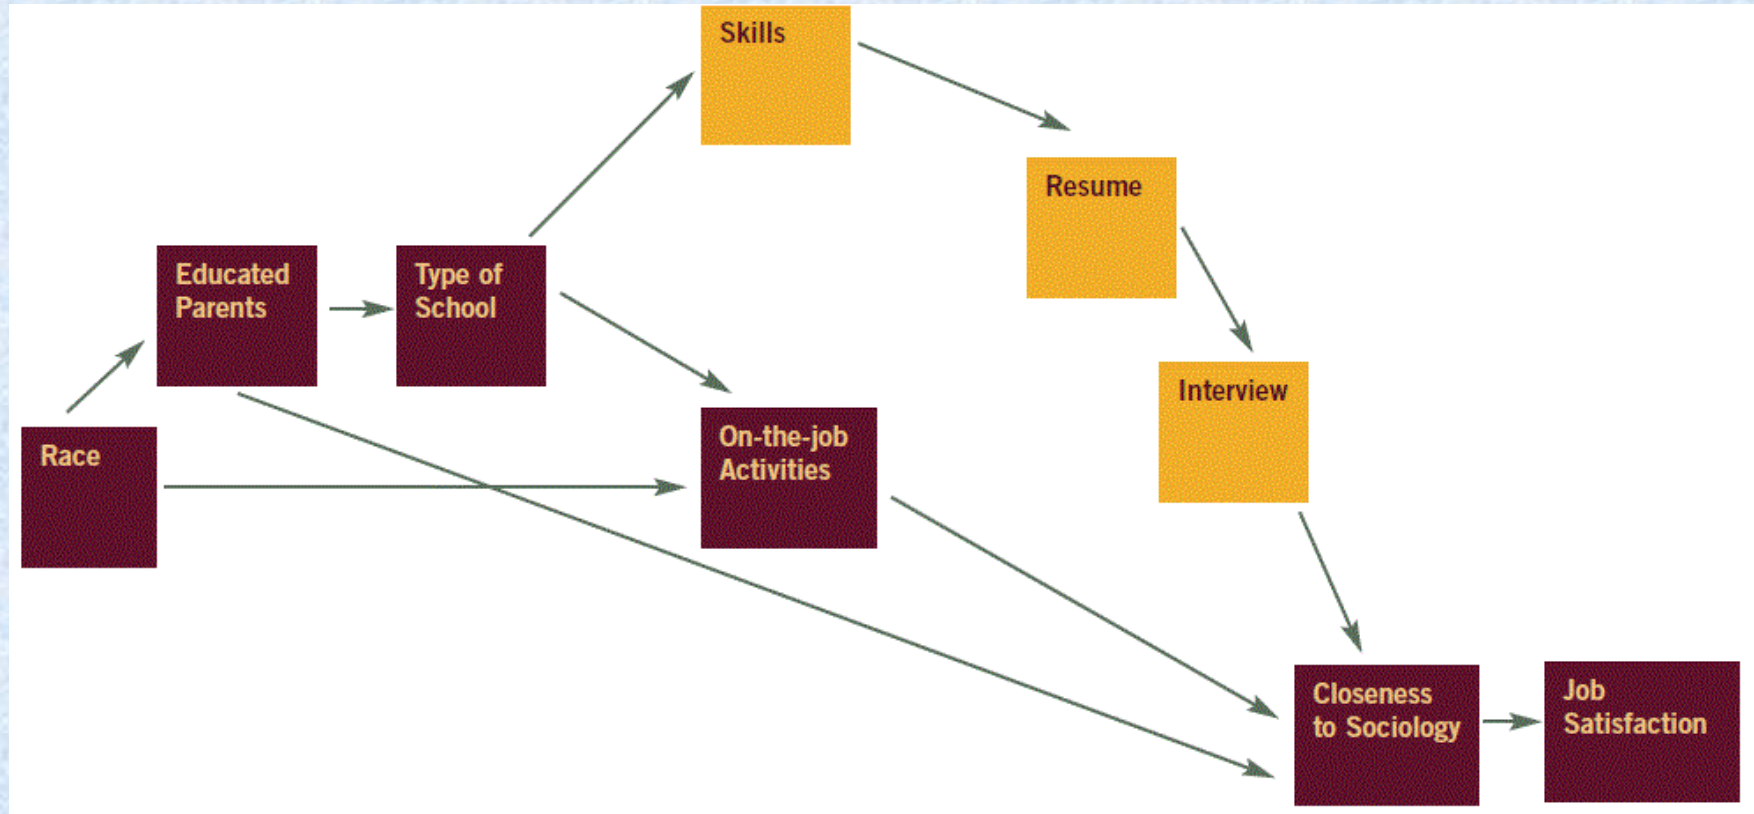 Skills
Resume
Educated
Parents
Type of
School
Interview
On-the-job
Activities
Race
Closeness
to Sociology
Job
Satisfaction